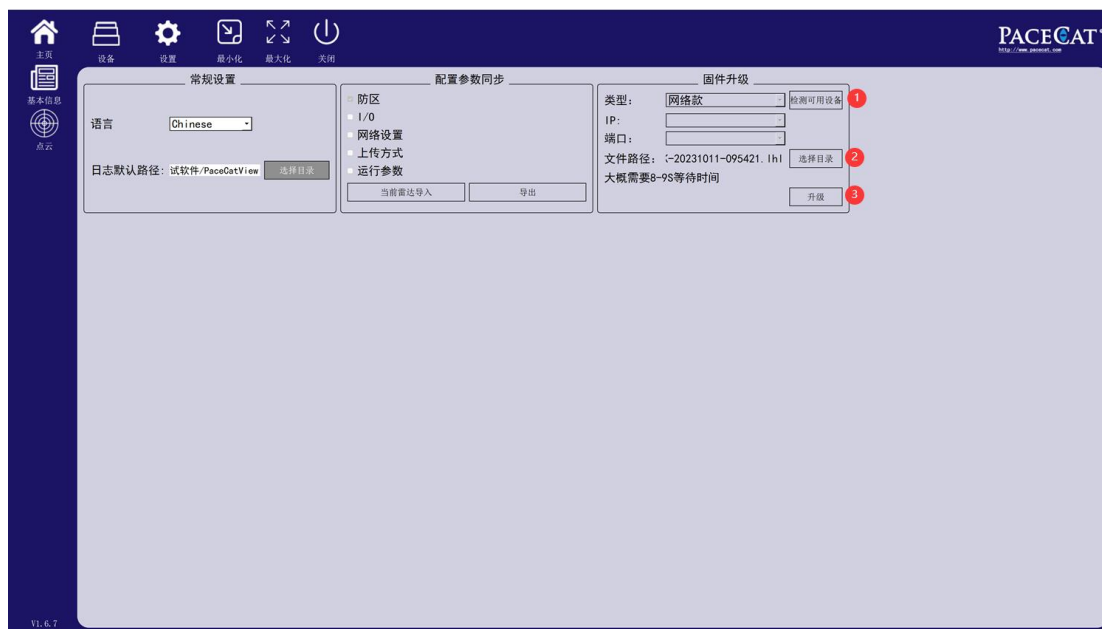 主页
设备
设置
最小化
最大化
关闭
PACECAT
http://www.pacecat.com
基本信息
点云
常规设置
语言
Chinese
日志默认路径: 试软件/PaceCatView
选择目录
配置参数同步
防区
I/O
网络设置
上传方式
运行参数
当前雷达导入
导出
固件升级
类型:
网络款
检测可用设备
1
IP:
端口:
文件路径:
-20231011-095421.lhl
选择目录
2
大概需要8-9S等待时间
升级
3
V1.6.7